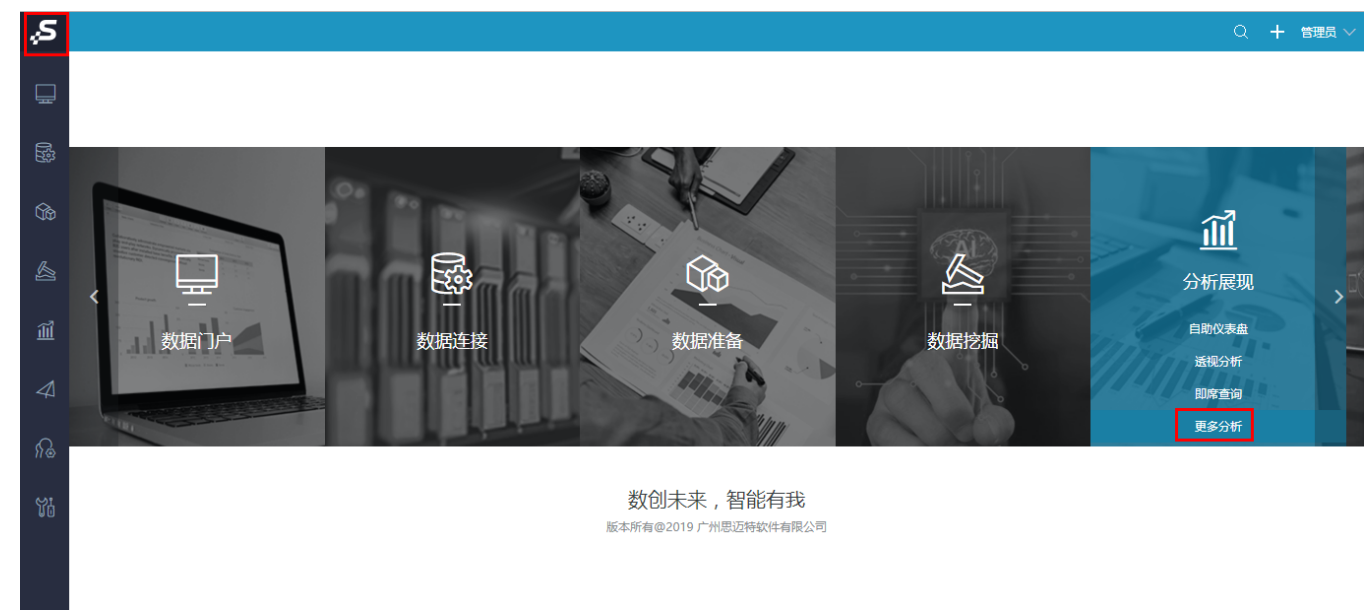 S
管理员
数据门户
数据连接
数据准备
AI
数据挖掘
分析展现
自助仪表盘
透视分析
即席查询
更多分析
数创未来，智能有我
版本所有@2019 广州思迈特软件有限公司